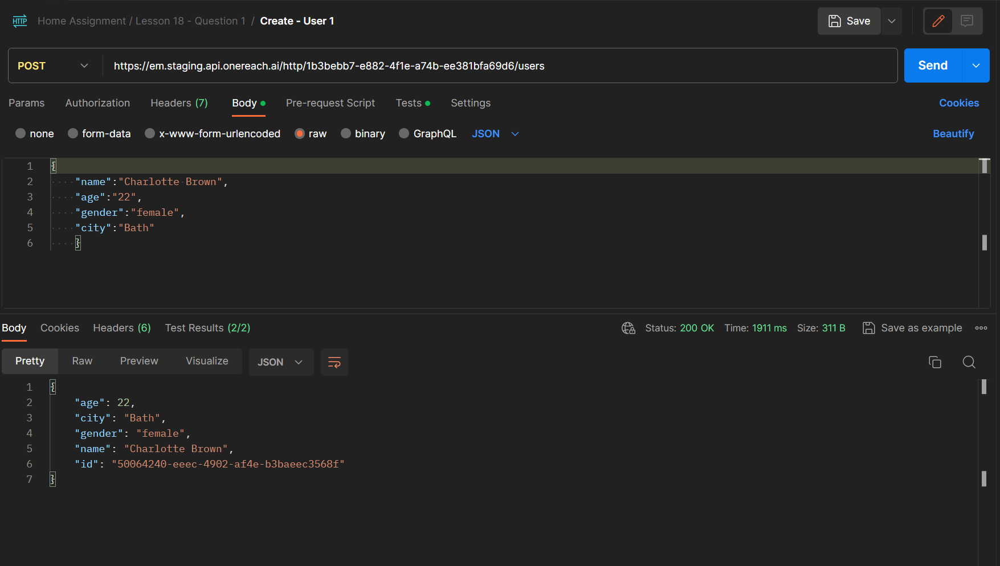 HTTP Home Assignment / Lesson 18 - Question 1 / Create - User 1 Save
POST https://em.staging.api.onereach.ai/http/1b3bebb7-e882-4f1e-a74b-ee381bfa69d6/users Send
Params Authorization Headers (7) Body Pre-request Script Tests Settings Cookies
none form-data x-www-form-urlencoded raw binary GraphQL JSON Beautify
1 {
2 "name":"Charlotte Brown",
3 "age":"22",
4 "gender":"female",
5 "city":"Bath"
6 }
Body Cookies Headers (6) Test Results (2/2) Status: 200 OK Time: 1911 ms Size: 311 B Save as example
Pretty Raw Preview Visualize JSON
1 {
2 "age": 22,
3 "city": "Bath",
4 "gender": "female",
5 "name": "Charlotte Brown",
6 "id": "50064240-eeec-4902-af4e-b3baeec3568f"
7 }